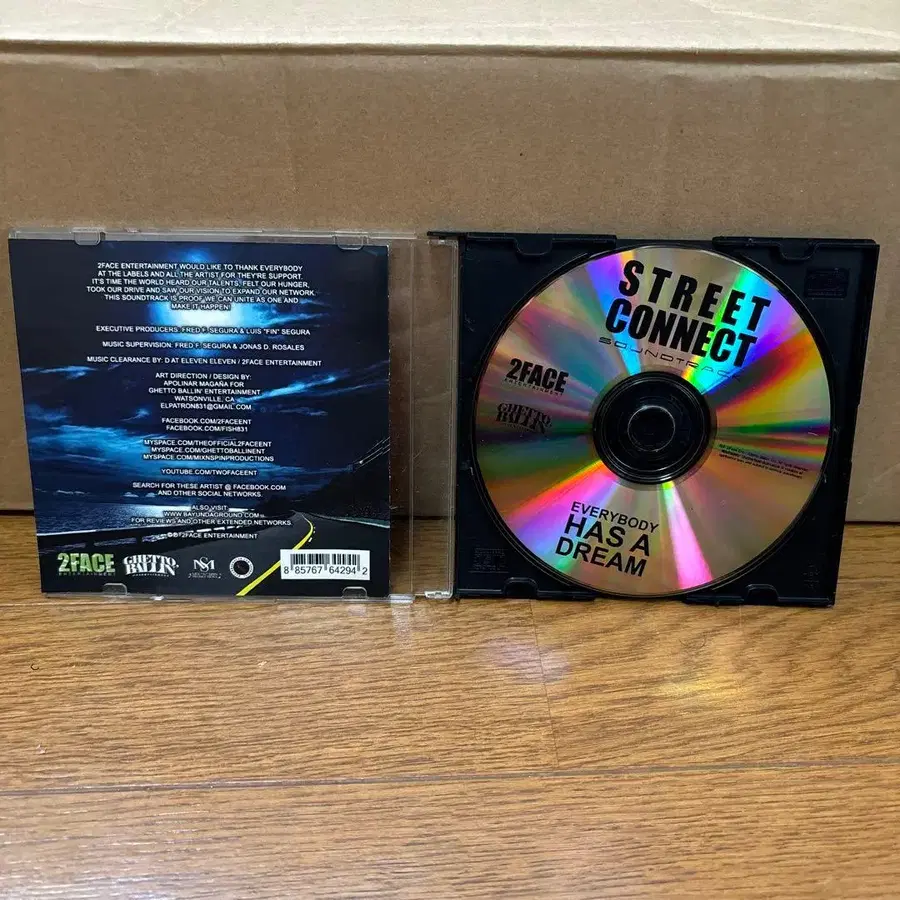 2FACE ENTERTAINMENT WOULD LIKE TO THANK EVERYBODY
AT THE LABELS AND ALL THE ARTIST FOR THEY'RE SUPPORT.
IT'S TIME THE WORLD HEARD OUR TALENTS, FELT OUR HUNGER,
TOOK OUR DRIVE AND SAW OUR VISION TO EXPAND OUR NETWORK.
THIS SOUNDTRACK IS PROOF WE CAN UNITE AS ONE AND
MAKE IT HAPPEN!
EXECUTIVE PRODUCERS: FRED F. SEGURA & LUIS "FIN" SEGURA
MUSIC SUPERVISION: FRED F. SEGURA & JONAS D. ROSALES
MUSIC CLEARANCE BY: D AT ELEVEN ELEVEN / 2FACE ENTERTAINMENT
ART DIRECTION / DESIGN BY:
APOLINAR MAGAÑA FOR
GHETTO BALLIN' ENTERTAINMENT
WATSONVILLE, CA
ELPATRON831@GMAIL.COM
FACEBOOK.COM/2FACEENT
FACEBOOK.COM/FISH831
MYSPACE.COM/THEOFFICIAL2FACEENT
MYSPACE.COM/GHETTOBALLINENT
MYSPACE.COM/MIXNSPINPRODUCTIONS
YOUTUBE.COM/TWOFACEENT
SEARCH FOR THESE ARTIST @ FACEBOOK.COM
AND OTHER SOCIAL NETWORKS.
ALSO VISIT
WWW.BAYUNDAGROUND.COM
FOR REVIEWS AND OTHER EXTENDED NETWORKS
2FACE ENTERTAINMENT
2FACE
ENTERTAINMENT
GHETTO
BALLIN'
8 85767 64294 2
STREET
CONNECT
SOUNDTRACK
2FACE
ENTERTAINMENT
GHETTO
BALLIN'
EVERYBODY
HAS A
DREAM